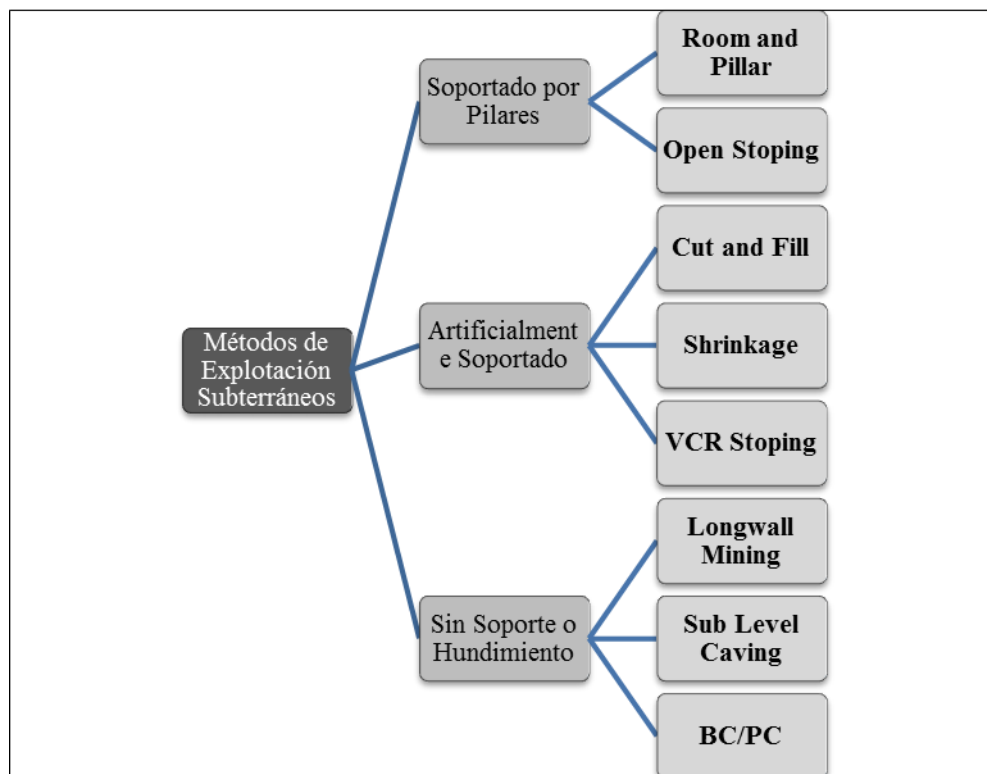 Métodos de
Explotación
Subterráneos
Soportado por
Pilares
Room and
Pillar
Open Stoping
Artificialment
e Soportado
Cut and Fill
Shrinkage
VCR Stoping
Sin Soporte o
Hundimiento
Longwall
Mining
Sub Level
Caving
BC/PC